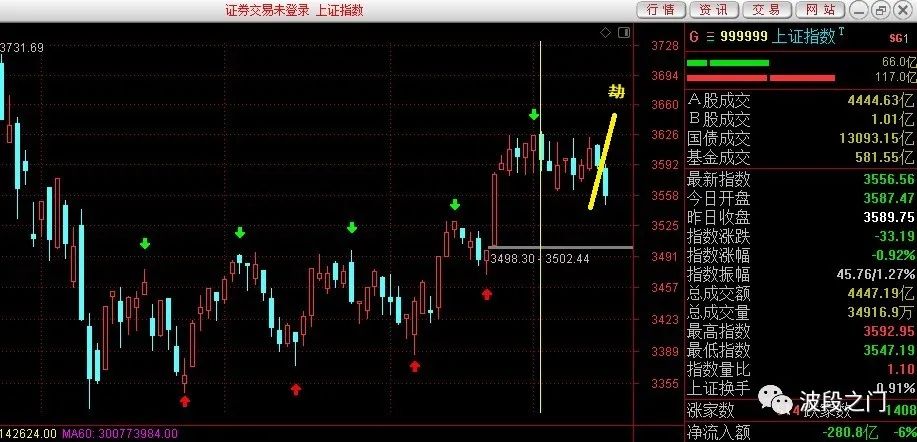 证券交易未登录 上证指数
行情 资讯 交易 网站
3731.69
3728
3694
3660
3626
3592
3558
3525
3491
3457
3423
3389
3355
劫
3498.30 - 3502.44
142624.00 MA60: 300773984.00
G 999999 上证指数 T SG1
66.0亿
117.0亿
A股成交 4444.63亿
B股成交 1.01亿
国债成交 13093.15亿
基金成交 581.55亿
最新指数 3556.56
今日开盘 3587.47
昨日收盘 3589.75
指数涨跌 -33.19
指数涨幅 -0.92%
指数振幅 45.76/1.27%
总成交额 4447.19亿
总成交量 34916.9万
最高指数 3592.95
最低指数 3547.19
指数量比 1.10
上证换手 0.91%
涨家数 4 跌家数 1408
净流入额 -280.8亿 -6%
波段之门